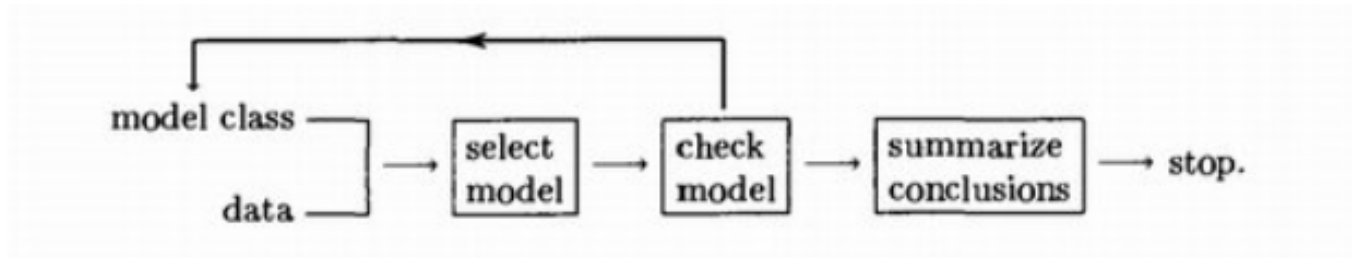 model class
data
select
model
check
model
summarize
conclusions
stop.